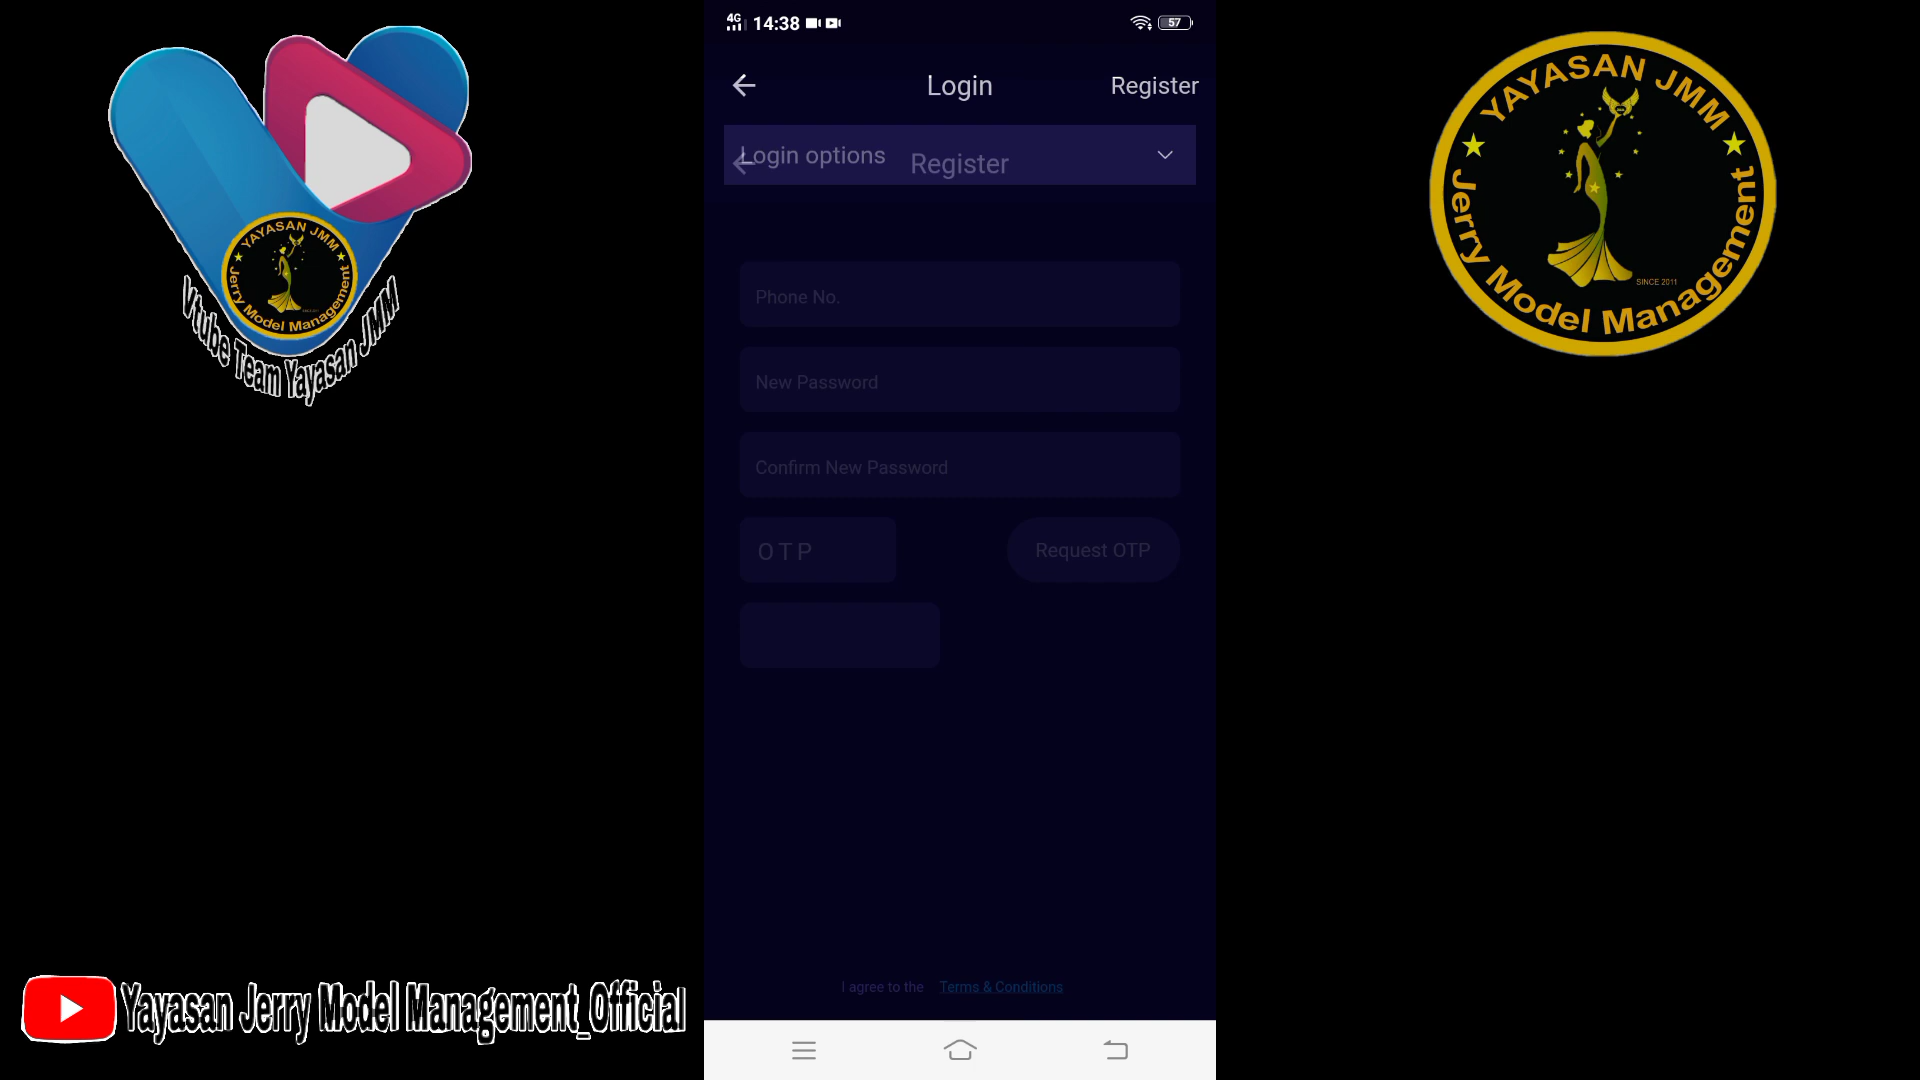 4G 14:38 57
Login Register
Login options
Register
Phone No.
New Password
Confirm New Password
OTP Request OTP
I agree to the Terms & Conditions
YAYASAN JMM
Jerry Model Management
Vtube Team Yayasan JMM
YAYASAN JMM
SINCE 2011
Jerry Model Management
Yayasan Jerry Model Management_Official